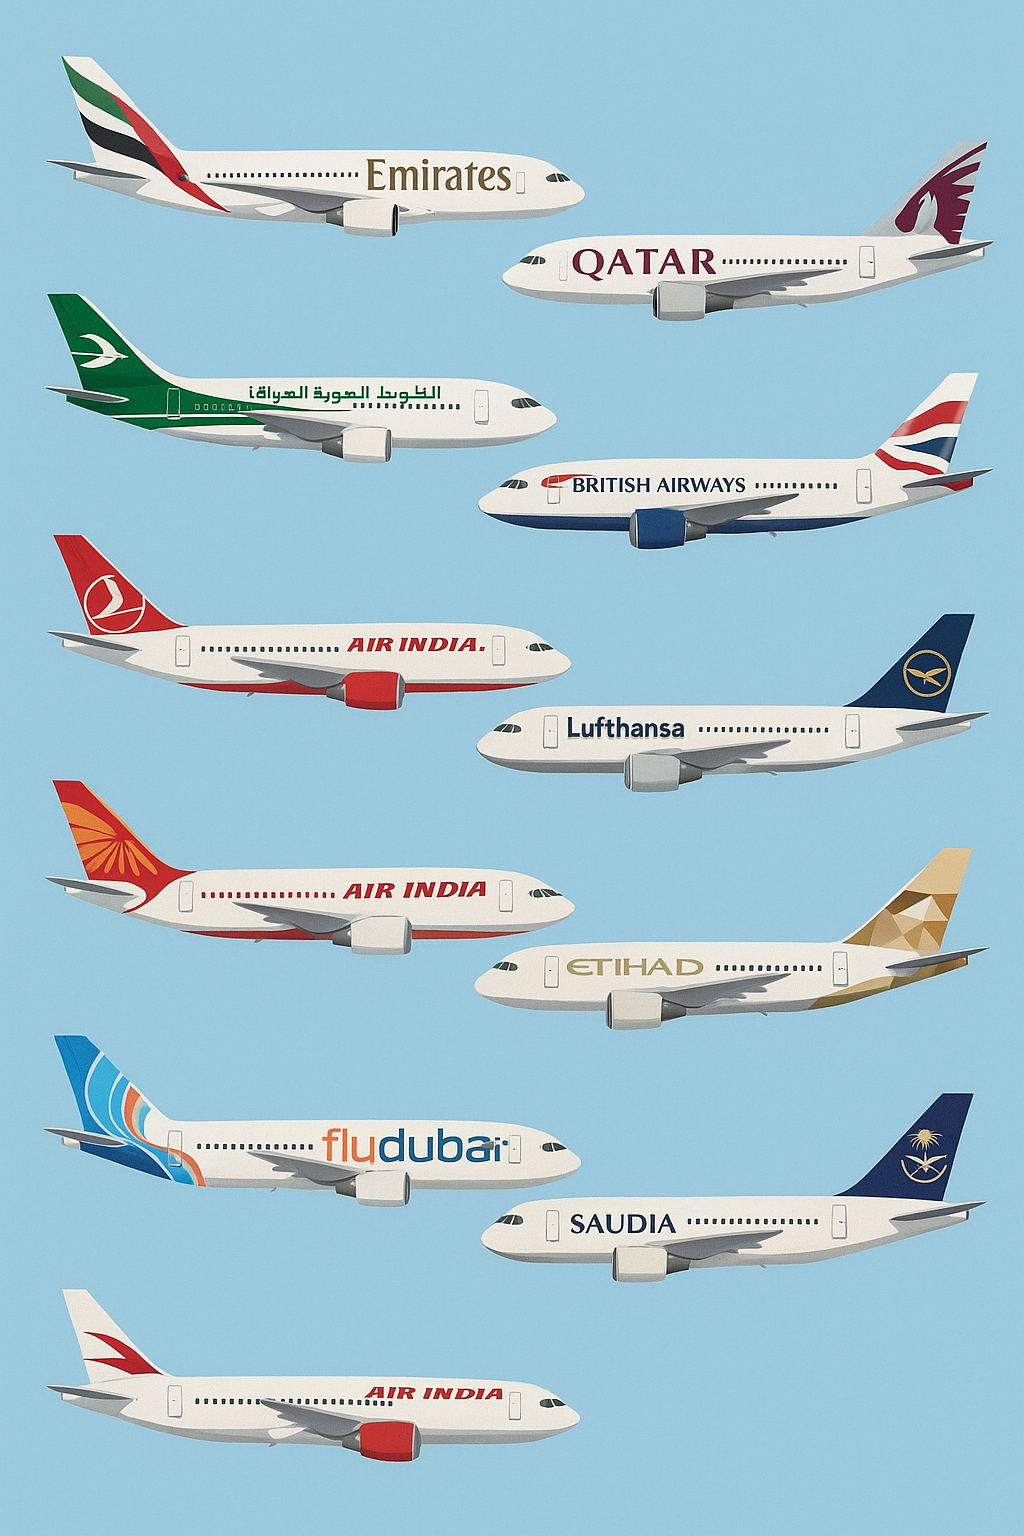 Emirates
QATAR
BRITISH AIRWAYS
AIR INDIA.
Lufthansa
AIR INDIA
ETIHAD
fludubai
SAUDIA
AIR INDIA